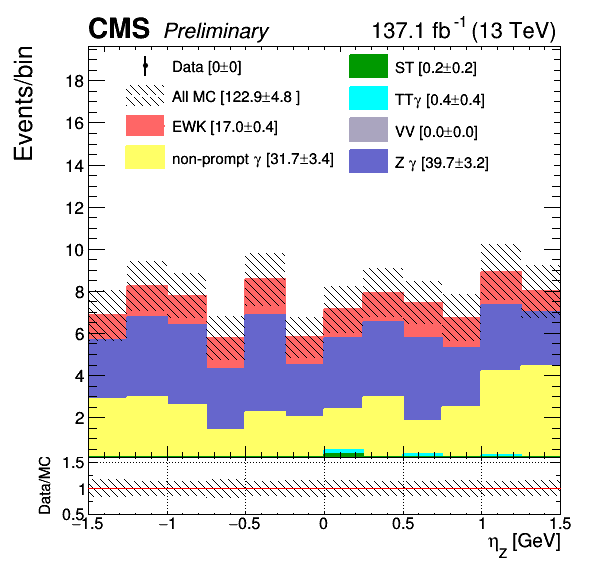 CMS Preliminary 137.1 fb⁻¹ (13 TeV)
Events/bin
Data [0±0]
All MC [122.9±4.8 ]
EWK [17.0±0.4]
non-prompt γ [31.7±3.4]
ST [0.2±0.2]
TTγ [0.4±0.4]
VV [0.0±0.0]
Z γ [39.7±3.2]
18
16
14
12
10
8
6
4
2
Data/MC
1.5
1
0.5
−1.5 −1 −0.5 0 0.5 1 1.5
η_Z [GeV]